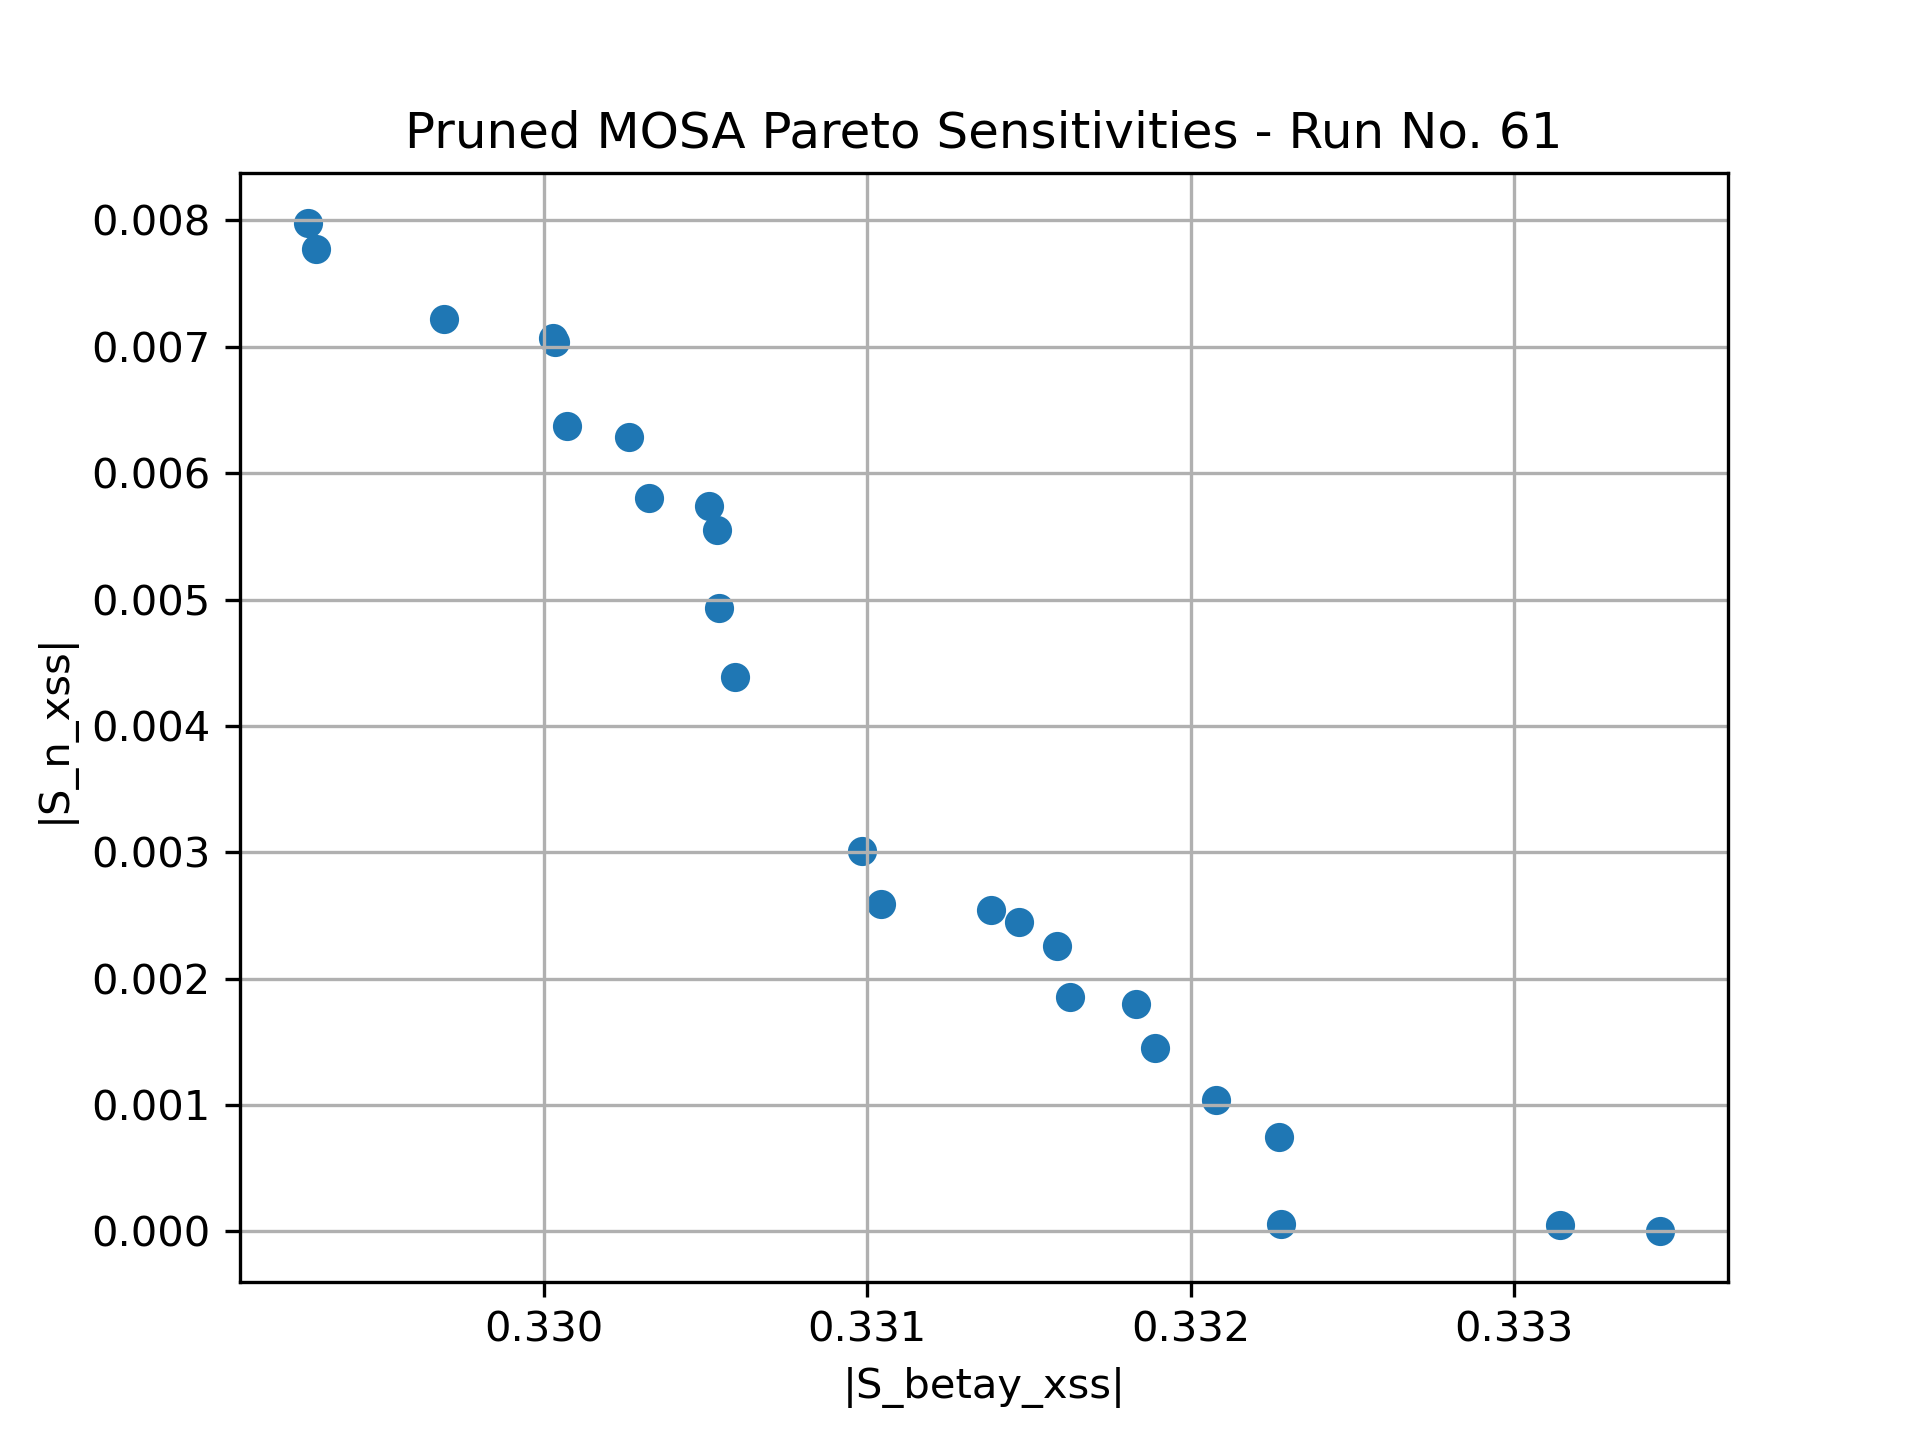 Pruned MOSA Pareto Sensitivities - Run No. 61
0.008
0.007
0.006
0.005
0.004
0.003
0.002
0.001
0.000
|S_n_xss|
0.330 0.331 0.332 0.333
|S_betay_xss|